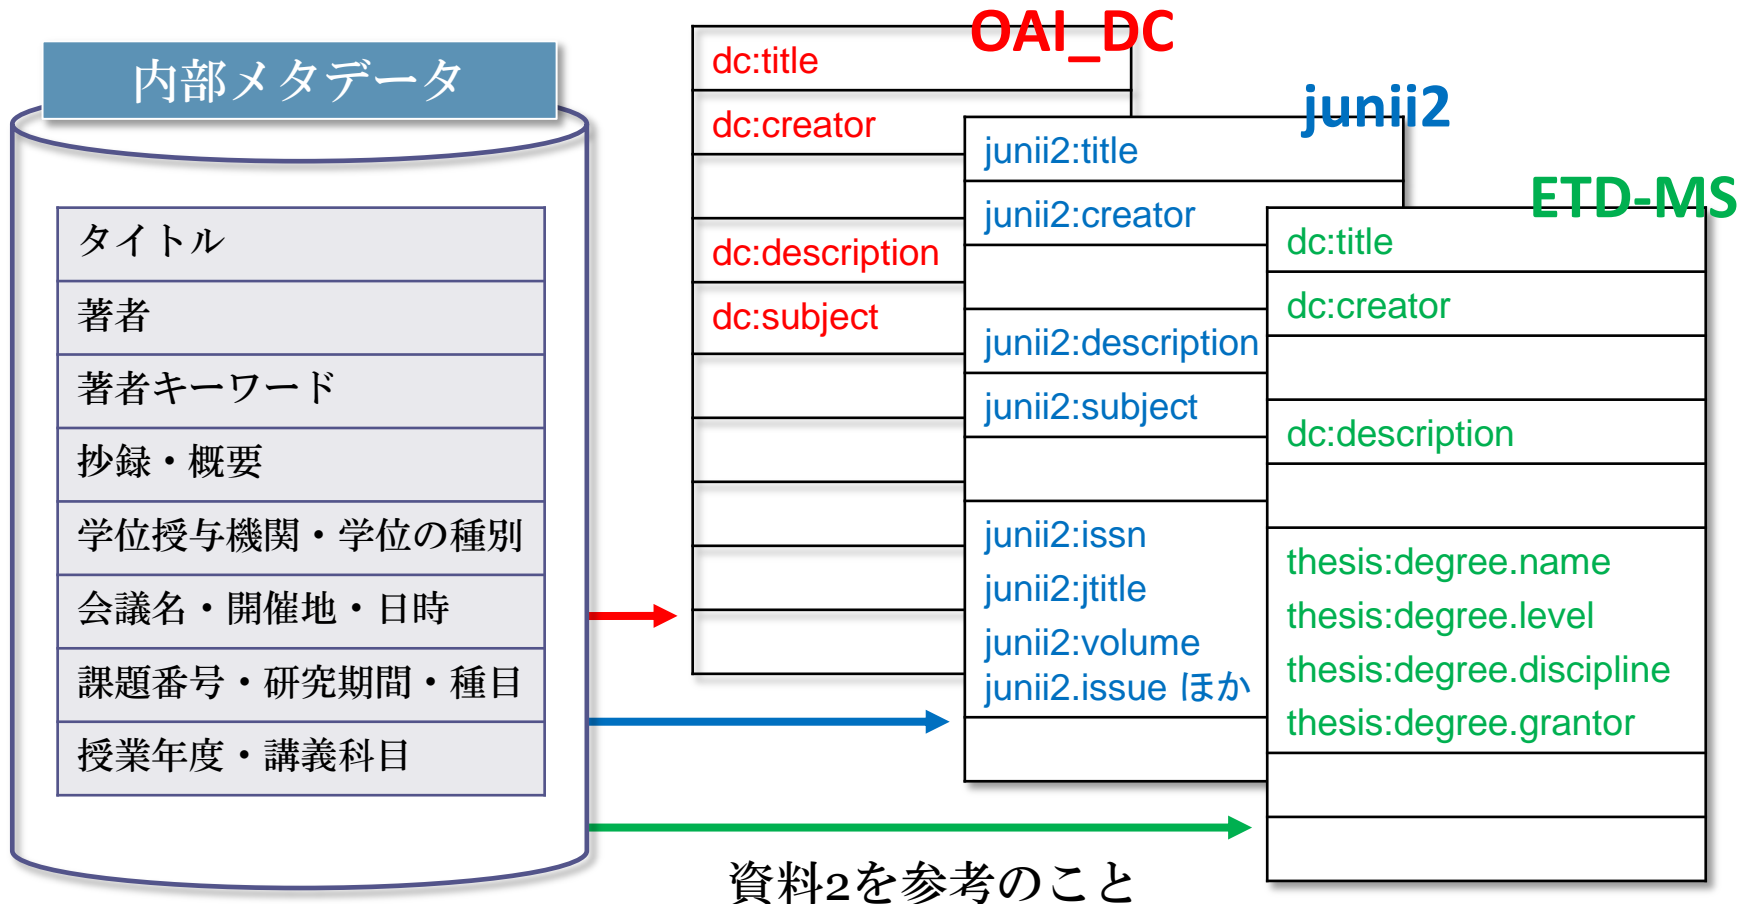 内部メタデータ
タイトル
著者
著者キーワード
抄録・概要
学位授与機関・学位の種別
会議名・開催地・日時
課題番号・研究期間・種目
授業年度・講義科目
OAI_DC
dc:title
dc:creator
dc:description
dc:subject
junii2
junii2:title
junii2:creator
junii2:description
junii2:subject
junii2:issn
junii2:jtitle
junii2:volume
junii2.issue ほか
ETD-MS
dc:title
dc:creator
dc:description
thesis:degree.name
thesis:degree.level
thesis:degree.discipline
thesis:degree.grantor
資料2を参考のこと